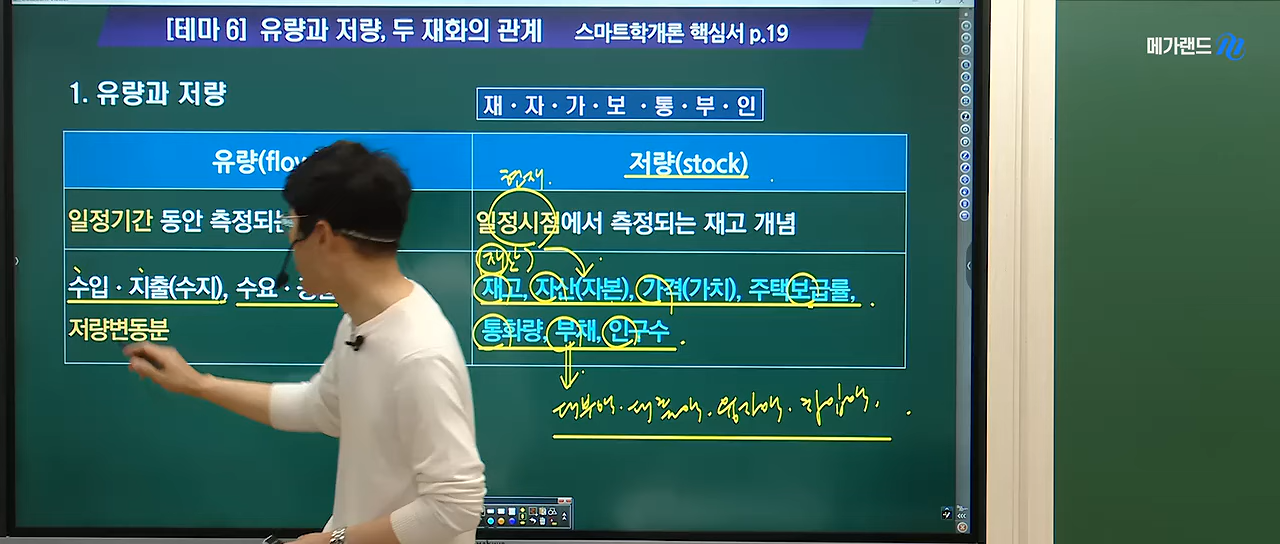 [테마 6] 유량과 저량, 두 재화의 관계 스마트학개론 핵심서 p.19
메가랜드
1. 유량과 저량
재·자·가·보·통·부·인
유량(flow 저량(stock)
현재.
일정기간 동안 측정되는 일정시점에서 측정되는 재고 개념
수입·지출(수지), 수요· 재고, 자산(자본), 가격(가치), 주택보급률,
저량변동분 통화량, 부채, 인구수
대부액.